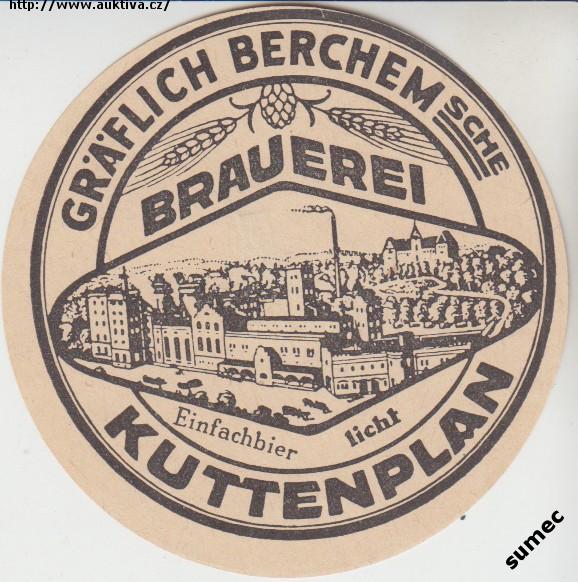 http://www.auktiva.cz/
GRÄFLICH BERCHEMSCHE
BRAUEREI
Einfachbier licht
KUTTENPLAN
sumec